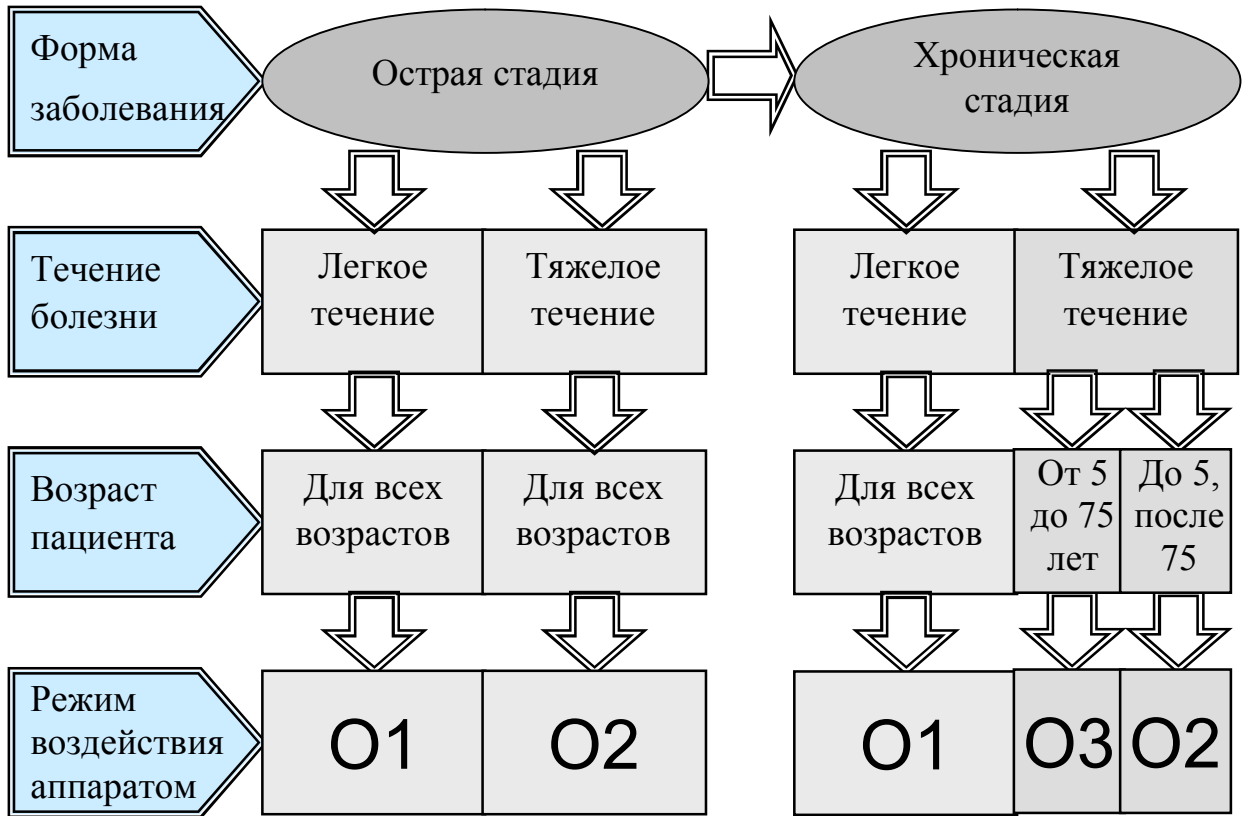 Форма
заболевания
Острая стадия
Хроническая
стадия
Течение
болезни
Легкое
течение
Тяжелое
течение
Легкое
течение
Тяжелое
течение
Возраст
пациента
Для всех
возрастов
Для всех
возрастов
Для всех
возрастов
От 5
до 75
лет
До 5,
после
75
Режим
воздействия
аппаратом
О1
О2
О1
О3
О2